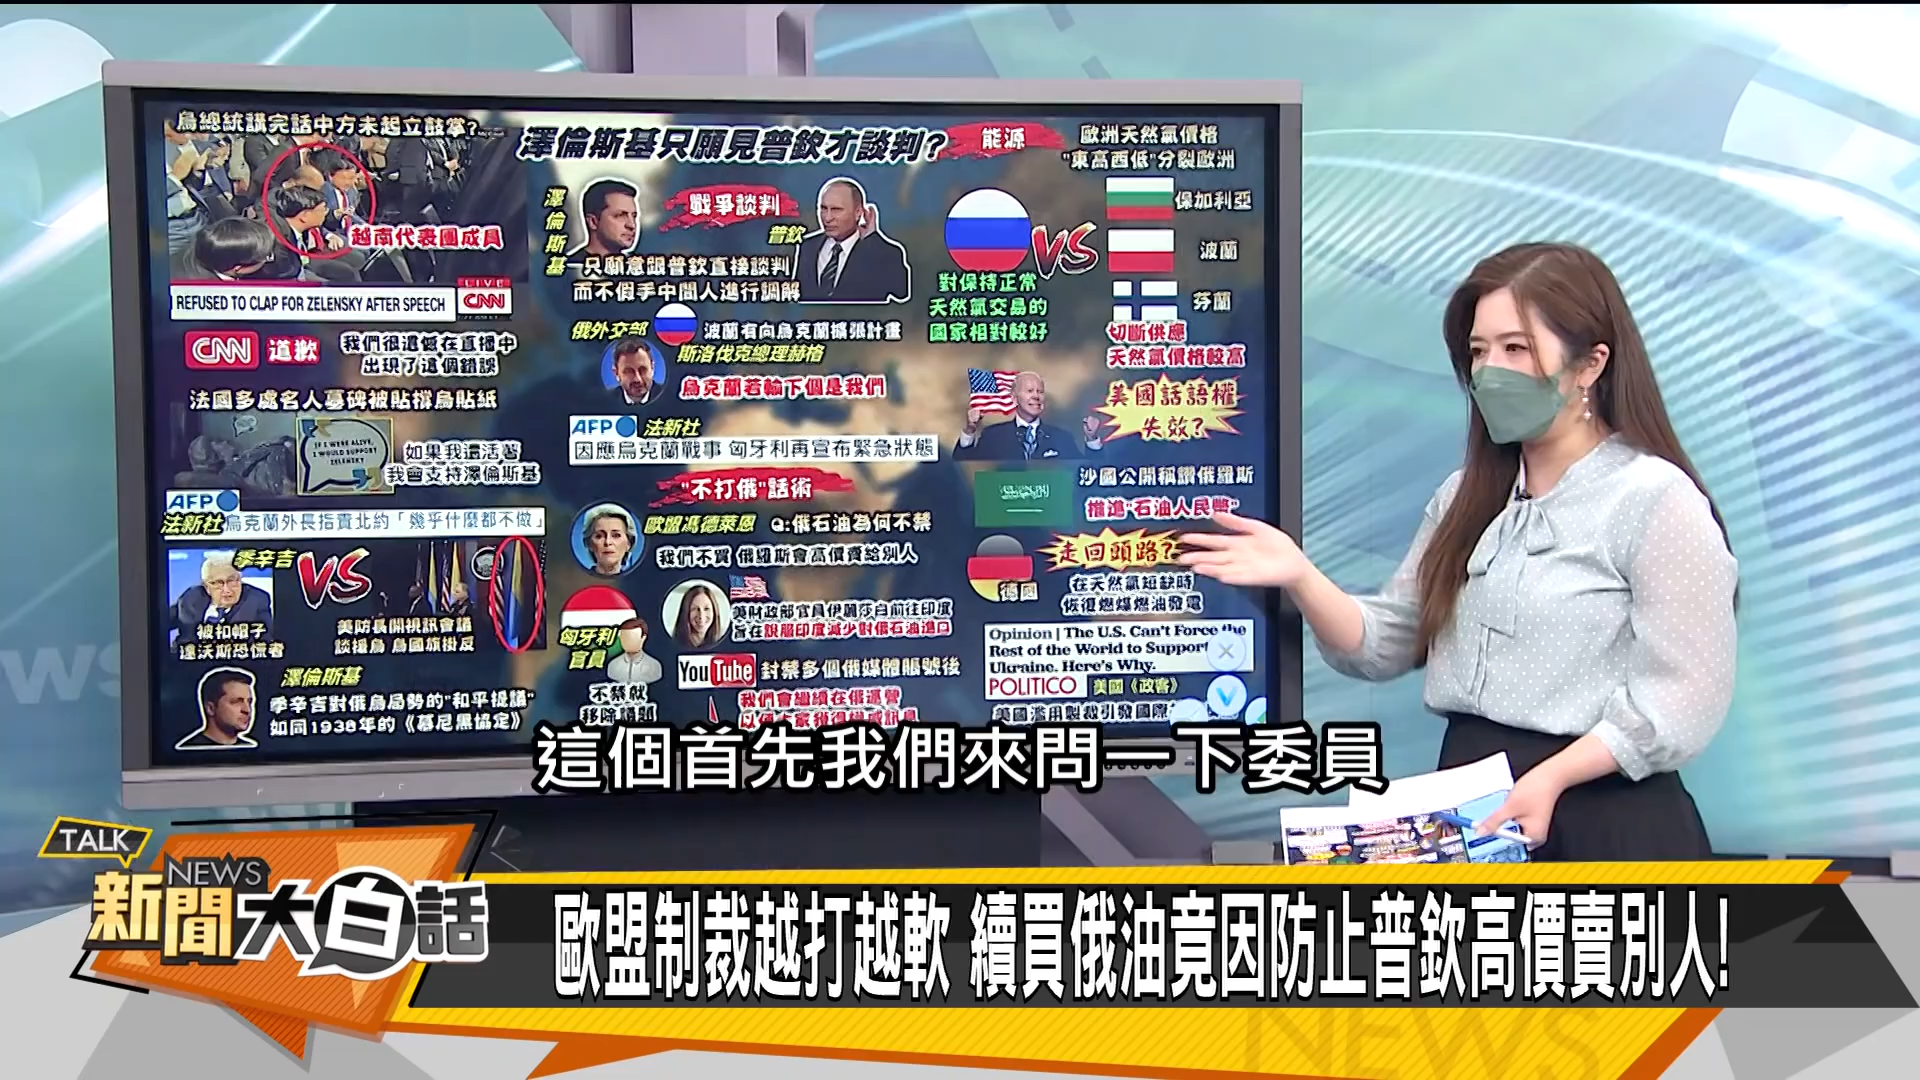 烏總統講完話中方未起立鼓掌?
越南代表團成員
LIVE
CNN
REFUSED TO CLAP FOR ZELENSKY AFTER SPEECH
CNN 道歉
我們很遺憾在直播中
出現了這個錯誤
法國多處名人墓碑被貼撐烏貼紙
IF I WERE ALIVE,
I WOULD SUPPORT
ZELENSKY
如果我還活著
我會支持澤倫斯基
AFP
法新社 烏克蘭外長指責北約「幾乎什麼都不做」
季辛吉 VS
被扣帽子
達沃斯恐慌者
美防長開視訊會議
談援烏 烏國旗掛反
澤倫斯基
季辛吉對俄烏局勢的"和平提議"
如同1938年的《慕尼黑協定》
澤倫斯基只願見普欽才談判?
澤倫斯基
戰爭談判
普欽
只願意跟普欽直接談判
而不假手中間人進行調解
俄外交部
波蘭有向烏克蘭擴張計畫
斯洛伐克總理赫格
烏克蘭若輸下個是我們
AFP 法新社
因應烏克蘭戰事 匈牙利再宣布緊急狀態
"不打俄"話術
歐盟馮德萊恩 Q:俄石油為何不禁
我們不買 俄羅斯會高價賣給別人
匈牙利
官員
不禁就
移除議題
美財政部官員伊麗莎白前往印度
旨在說服印度減少對俄石油進口
YouTube 封禁多個俄媒體賬號後
我們會繼續在俄運營
能源
歐洲天然氣價格
"東高西低"分裂歐洲
VS
保加利亞
波蘭
芬蘭
對保持正常
天然氣交易的
國家相對較好
切斷供應
天然氣價格較高
美國話語權
失效?
沙國公開稱讚俄羅斯
推進"石油人民幣"
走回頭路?
德國
在天然氣短缺時
恢復燃煤燃油發電
Opinion | The U.S. Can't Force the
Rest of the World to Support
Ukraine. Here's Why.
POLITICO 美國《政客》
美國濫用製裁引發國際
這個首先我們來問一下委員
TALK
NEWS
新聞大白話
歐盟制裁越打越軟 續買俄油竟因防止普欽高價賣別人!
NEWS